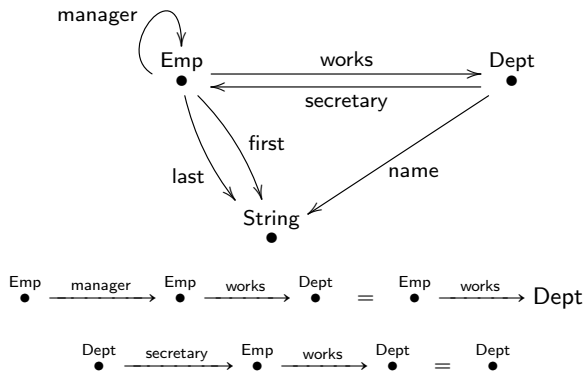 manager
Emp works Dept
secretary
first
last name
String
Emp manager Emp works Dept = Emp works Dept
Dept secretary Emp works Dept = Dept